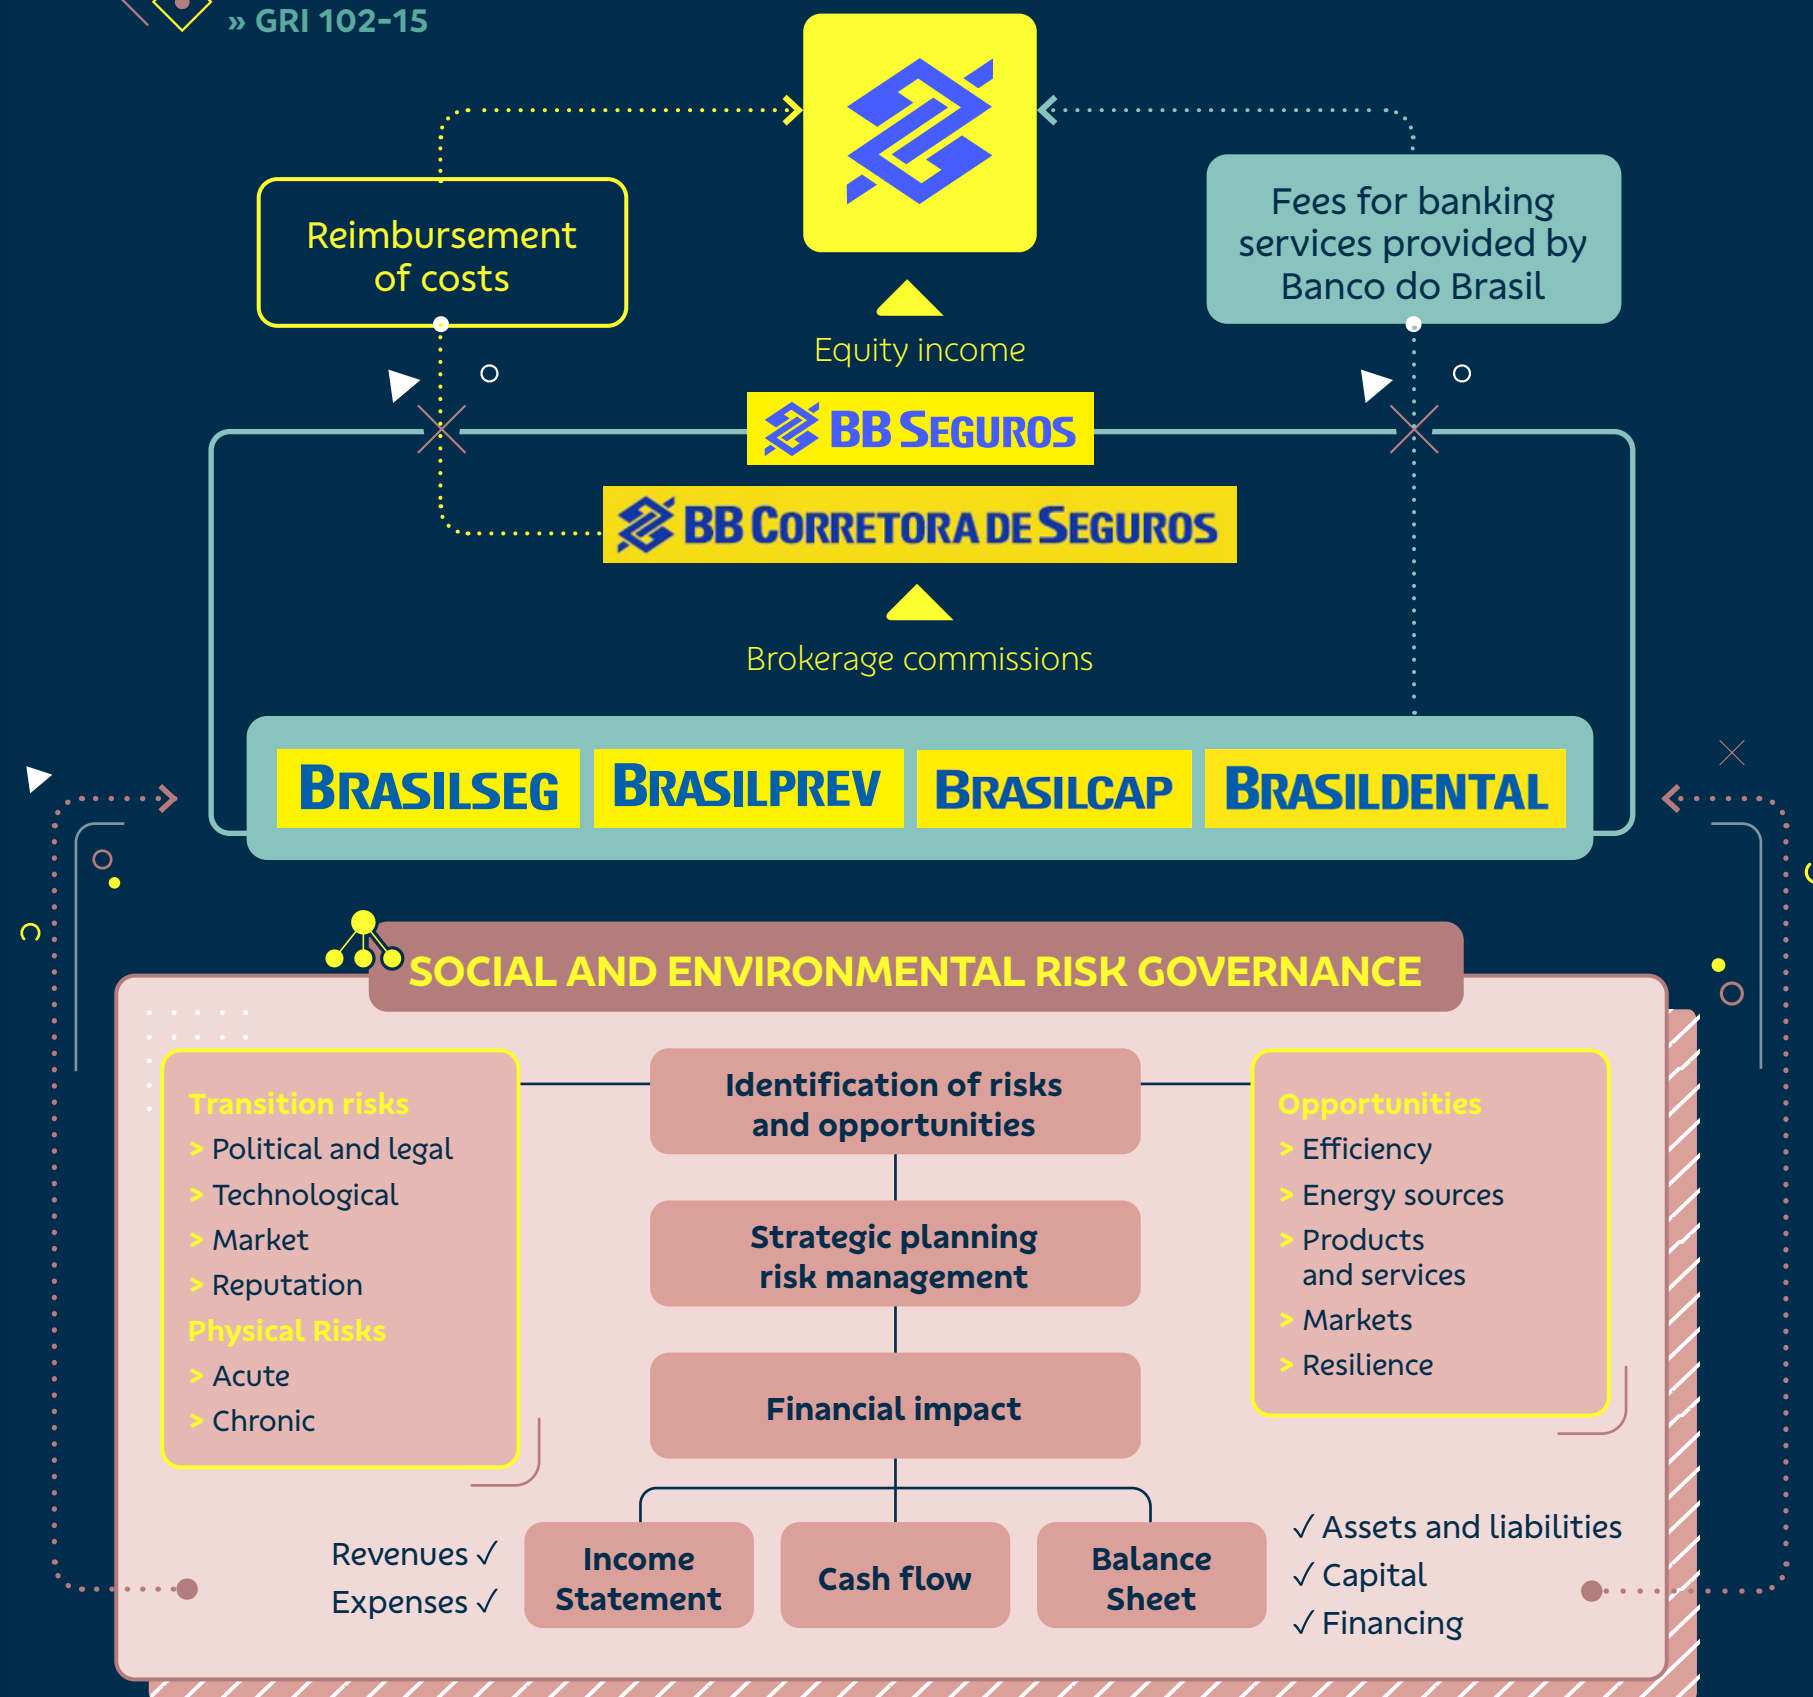 » GRI 102-15
Reimbursement
of costs
Fees for banking
services provided by
Banco do Brasil
Equity income
BB SEGUROS
BB CORRETORA DE SEGUROS
Brokerage commissions
BRASILSEG
BRASILPREV
BRASILCAP
BRASILDENTAL
SOCIAL AND ENVIRONMENTAL RISK GOVERNANCE
Transition risks
> Political and legal
> Technological
> Market
> Reputation
Physical Risks
> Acute
> Chronic
Identification of risks
and opportunities
Strategic planning
risk management
Financial impact
Opportunities
> Efficiency
> Energy sources
> Products
and services
> Markets
> Resilience
Revenues ✓
Expenses ✓
Income
Statement
Cash flow
Balance
Sheet
✓ Assets and liabilities
✓ Capital
✓ Financing